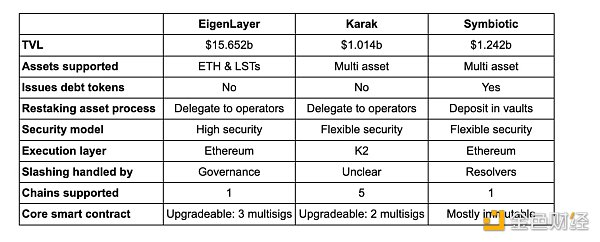 EigenLayer Karak Symbiotic
TVL $15.652b $1.014b $1.242b
Assets supported ETH & LSTs Multi asset Multi asset
Issues debt tokens No No Yes
Restaking asset process Delegate to operators Delegate to operators Deposit in vaults
Security model High security Flexible security Flexible security
Execution layer Ethereum K2 Ethereum
Slashing handled by Governance Unclear Resolvers
Chains supported 1 5 1
Core smart contract Upgradeable: 3 multisigs Upgradeable: 2 multisigs Mostly immutable
金色财经